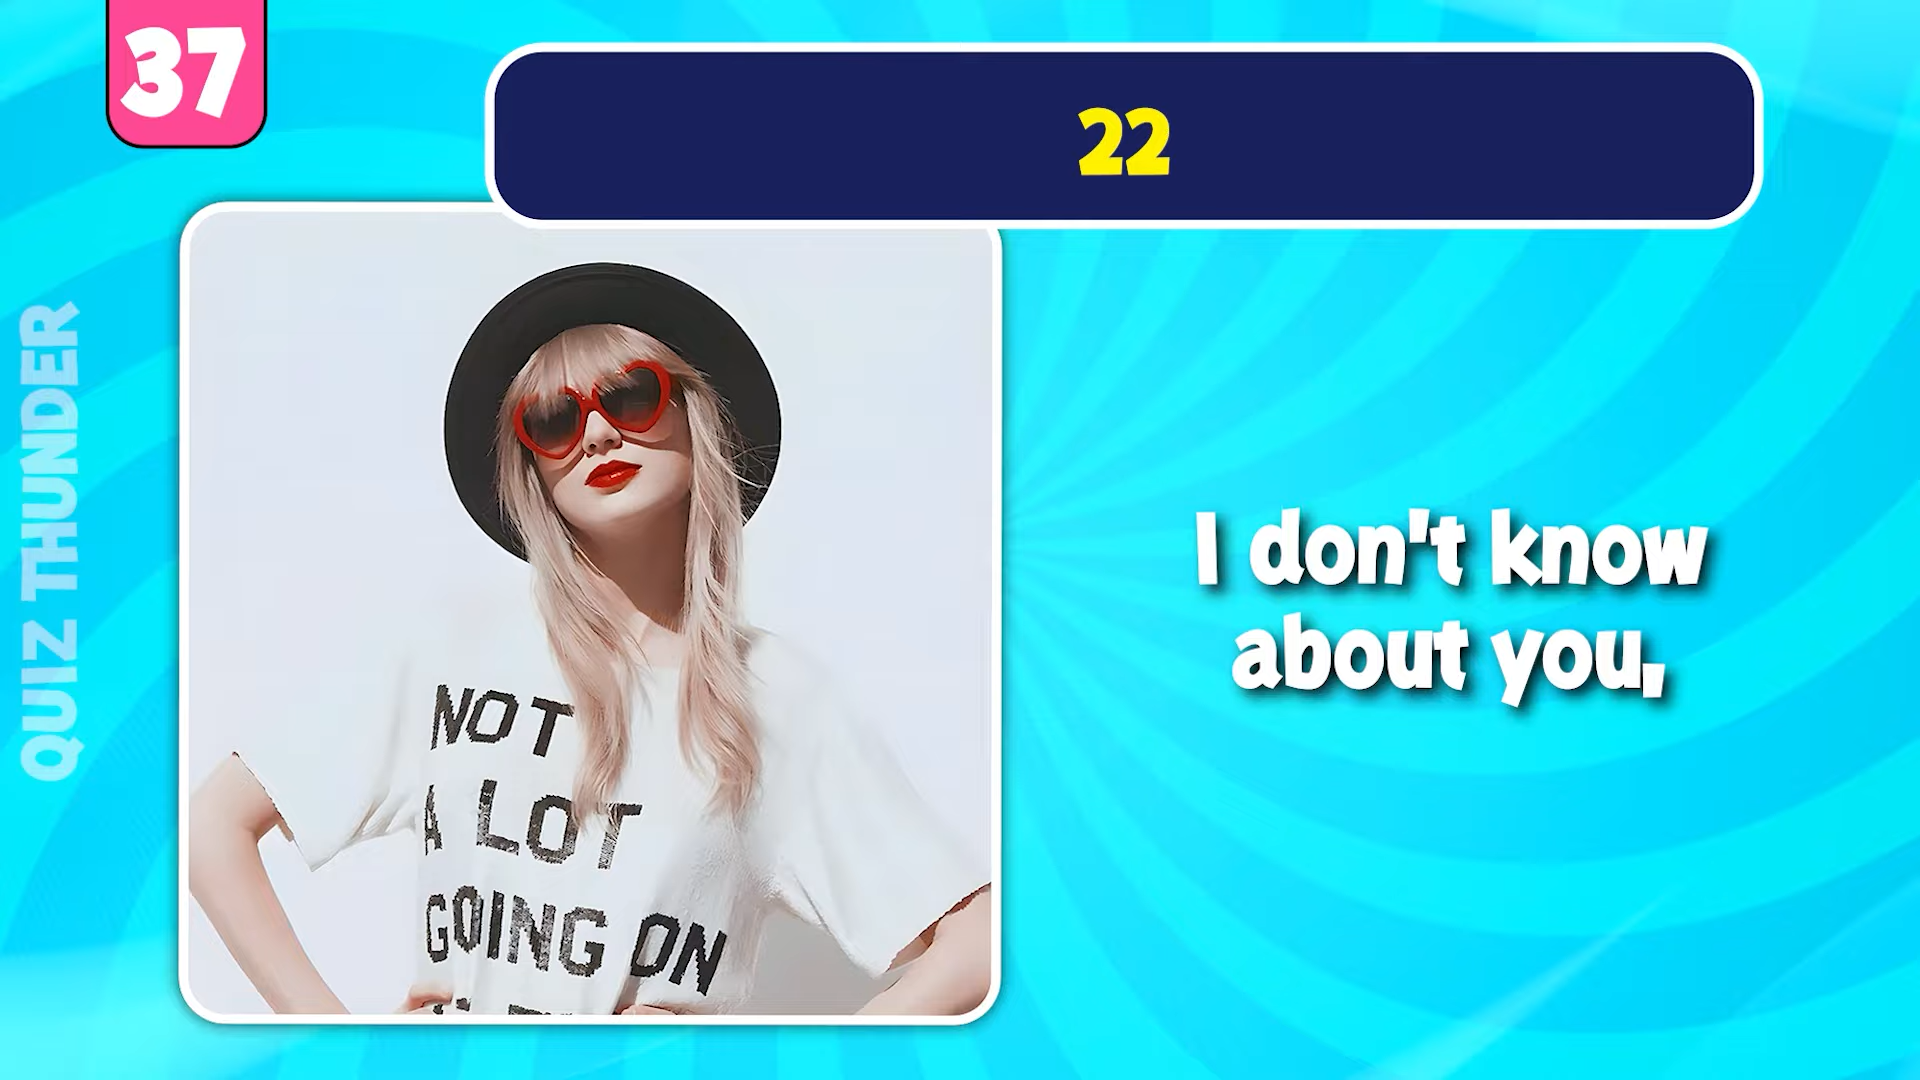 37
22
QUIZ THUNDER
I don't know
about you,
NOT
A LOT
GOING ON